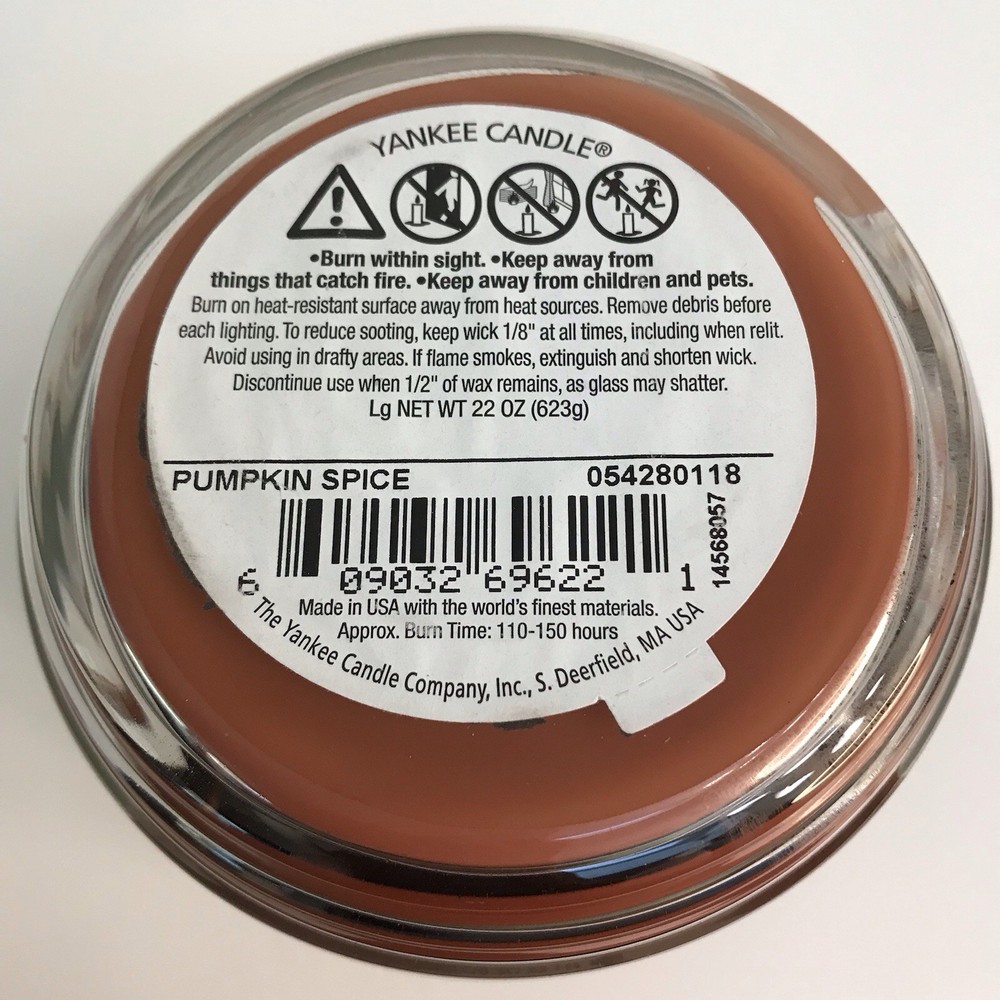 YANKEE CANDLE®
•Burn within sight. •Keep away from
things that catch fire. •Keep away from children and pets.
Burn on heat-resistant surface away from heat sources. Remove debris before
each lighting. To reduce sooting, keep wick 1/8" at all times, including when relit.
Avoid using in drafty areas. If flame smokes, extinguish and shorten wick.
Discontinue use when 1/2" of wax remains, as glass may shatter.
Lg NET WT 22 OZ (623g)
PUMPKIN SPICE 054280118
14568057
6 09032 69622 1
Made in USA with the world's finest materials.
Approx. Burn Time: 110-150 hours
The Yankee Candle Company, Inc., S. Deerfield, MA USA